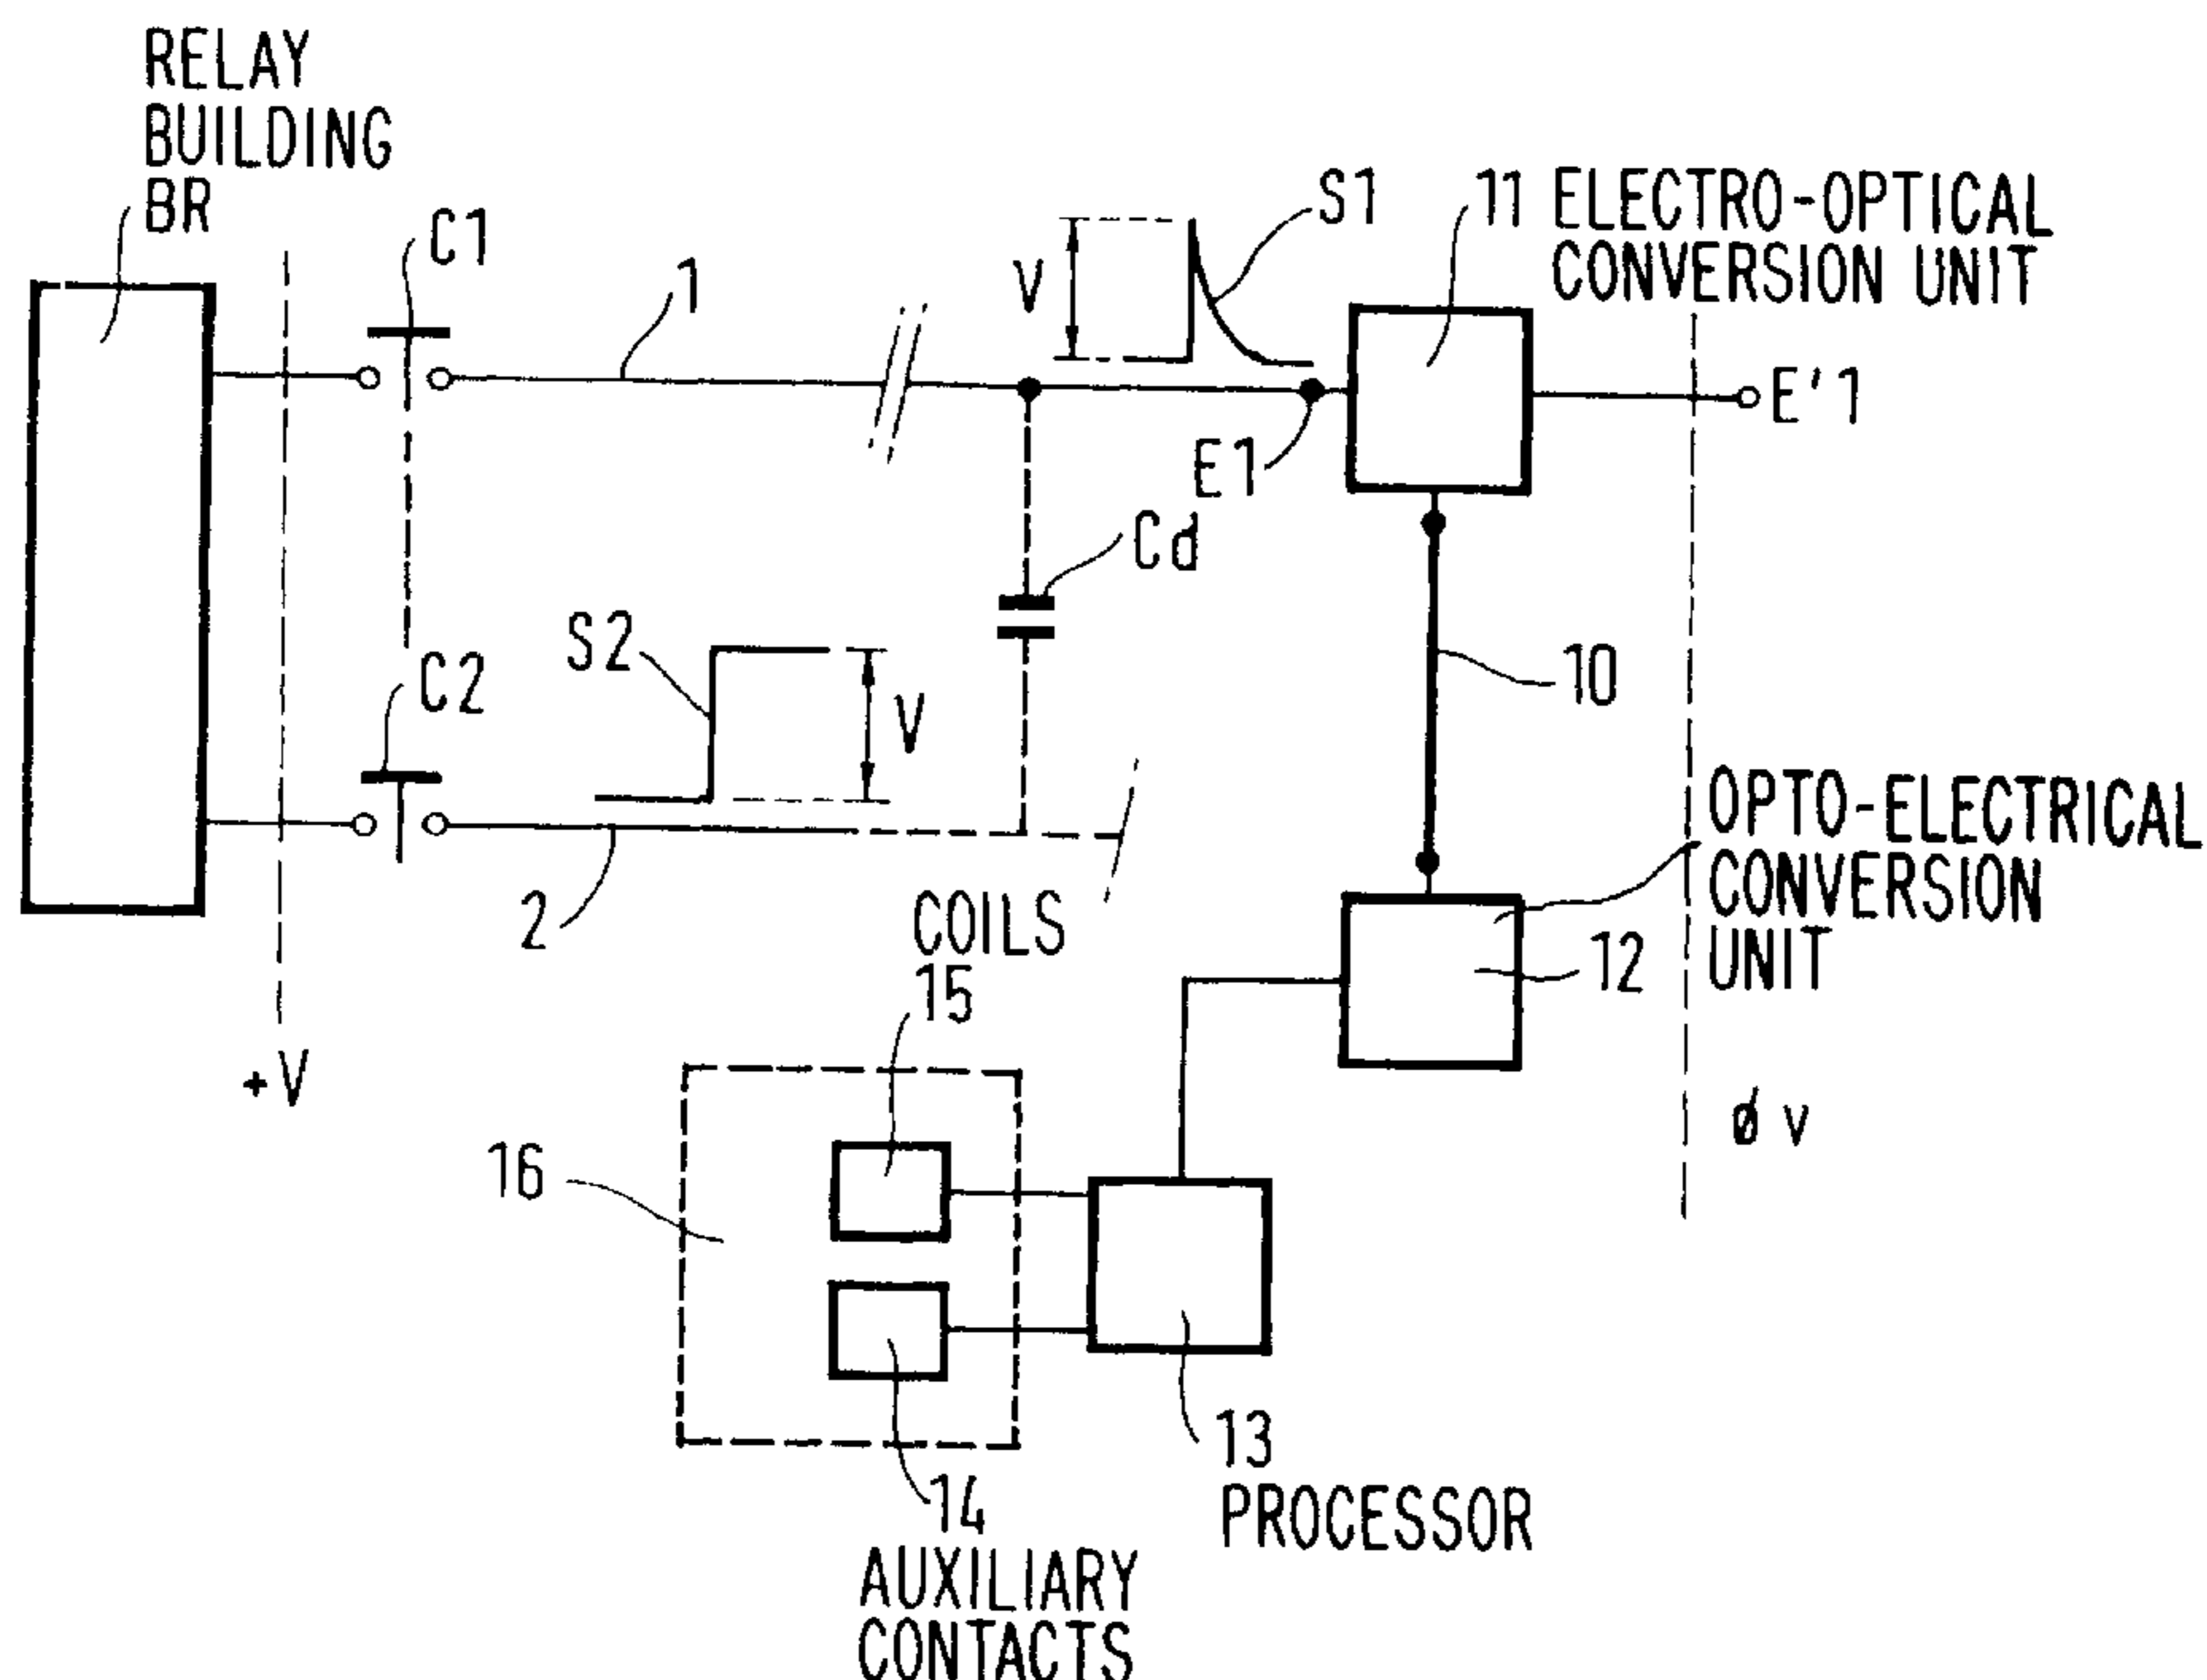 RELAY
BUILDING
BR
C1
1
V
S1
11 ELECTRO-OPTICAL
CONVERSION UNIT
E'1
E1
Cd
S2
C2
V
10
OPTO-ELECTRICAL
CONVERSION
UNIT
12
2
COILS
15
+V
ø v
16
13
PROCESSOR
14
AUXILIARY
CONTACTS